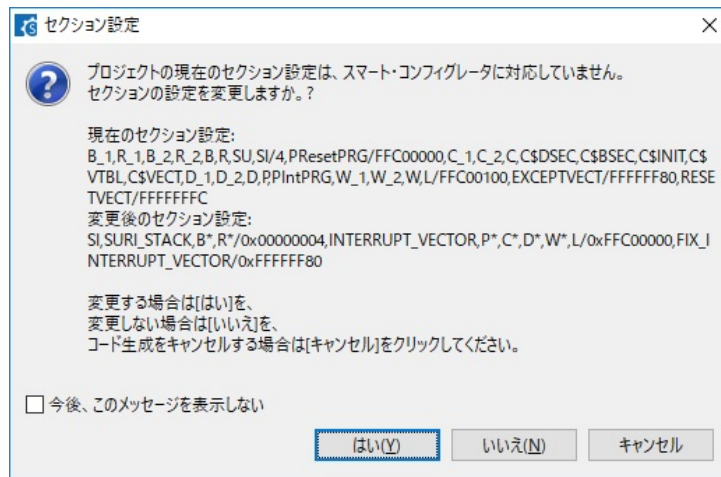 セクション設定
プロジェクトの現在のセクション設定は、スマート・コンフィグレータに対応していません。
セクションの設定を変更しますか。?
現在のセクション設定:
B_1,R_1,B_2,R_2,B,R,SU,SI/4,PResetPRG/FFC00000,C_1,C_2,C,C$DSEC,C$BSEC,C$INIT,C$
VTBL,C$VECT,D_1,D_2,D,P,PIntPRG,W_1,W_2,W,L/FFC00100,EXCEPTVECT/FFFFFF80,RESE
TVECT/FFFFFFFC
変更後のセクション設定:
SI,SURI_STACK,B*,R*/0x00000004,INTERRUPT_VECTOR,P*,C*,D*,W*,L/0xFFC00000,FIX_I
NTERRUPT_VECTOR/0xFFFFFF80
変更する場合は[はい]を、
変更しない場合は[いいえ]を、
コード生成をキャンセルする場合は[キャンセル]をクリックしてください。
今後、このメッセージを表示しない
はい(Y) いいえ(N) キャンセル